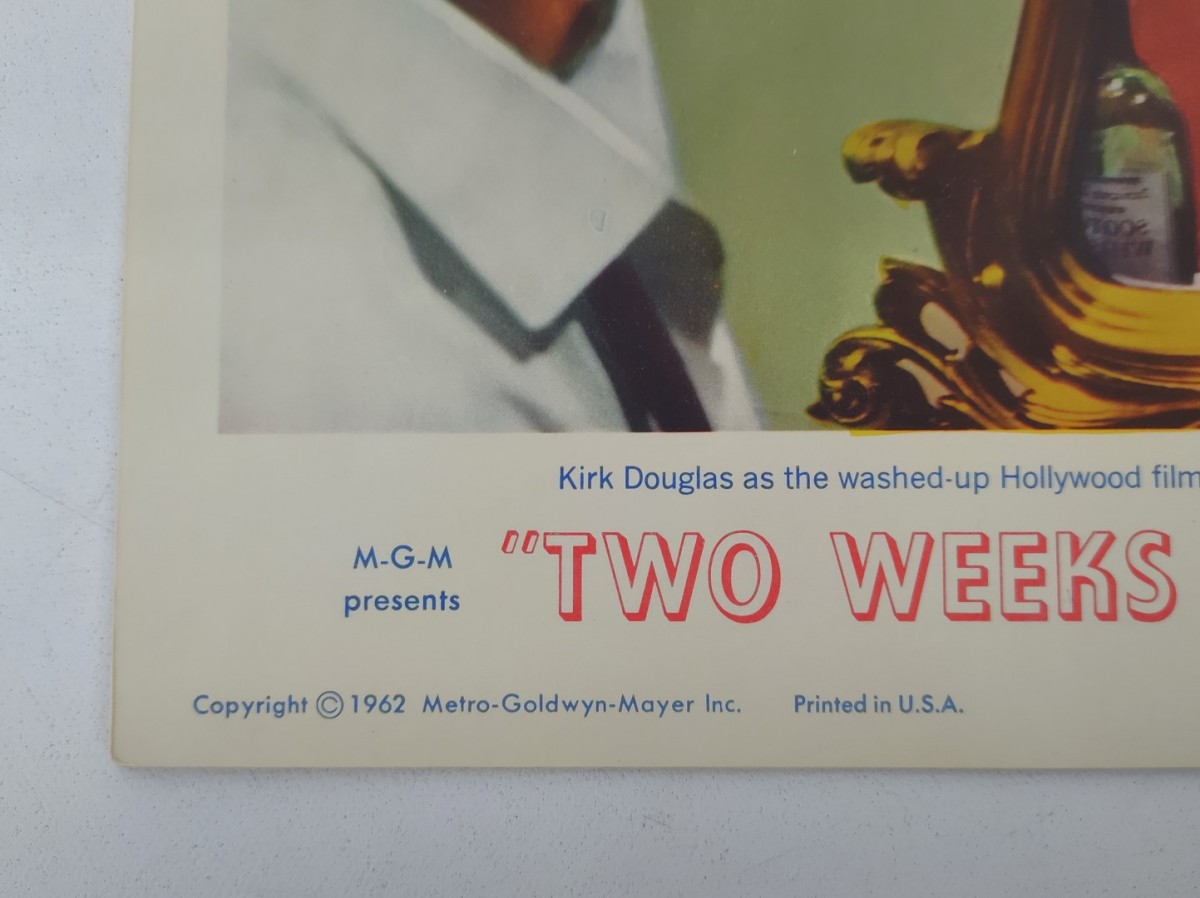 Kirk Douglas as the washed-up Hollywood film
M-G-M
presents
"TWO WEEKS
Copyright © 1962 Metro-Goldwyn-Mayer Inc. Printed in U.S.A.